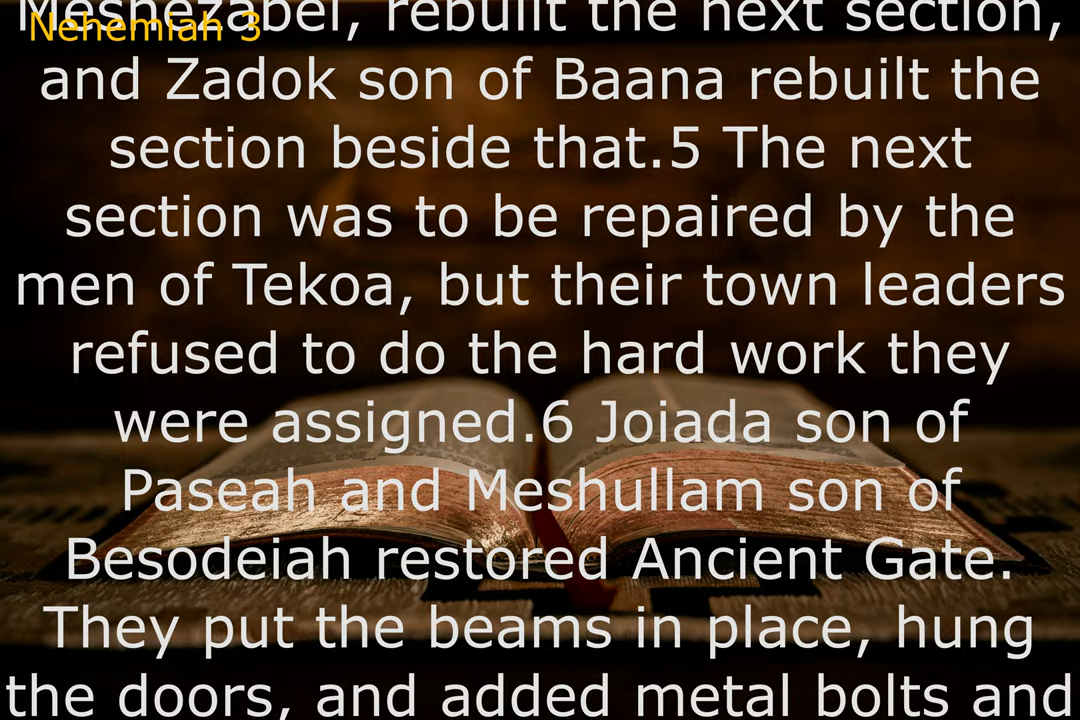 Nehemiah 3
Meshezabel, rebuilt the next section,
and Zadok son of Baana rebuilt the
section beside that.5 The next
section was to be repaired by the
men of Tekoa, but their town leaders
refused to do the hard work they
were assigned.6 Joiada son of
Paseah and Meshullam son of
Besodeiah restored Ancient Gate.
They put the beams in place, hung
the doors, and added metal bolts and